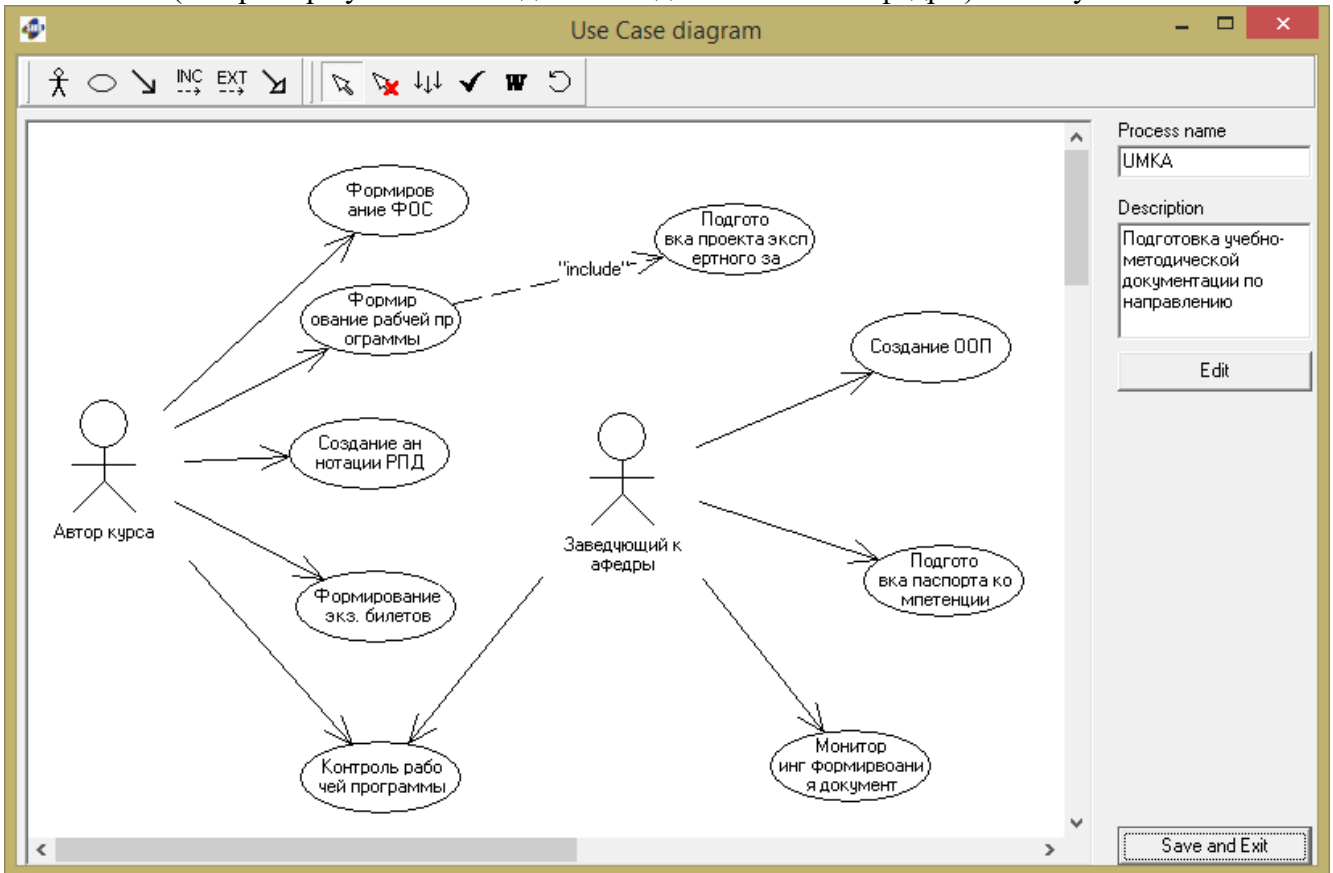 Use Case diagram
INC
EXT
W
Process name
UMKA
Description
Подготовка учебно-
методической
документации по
направлению
Edit
Формиров
ание ФОС
Подгото
вка проекта эксп
ертного за
"include"
Формир
ование рабчей пр
ограммы
Создание ООП
Создание ан
нотации РПД
Автор курса
Заведующий к
афедры
Подгото
вка паспорта ко
мпетенции
Формирование
экз. билетов
Контроль рабо
чей программы
Монитор
инг формирвоани
я документ
Save and Exit